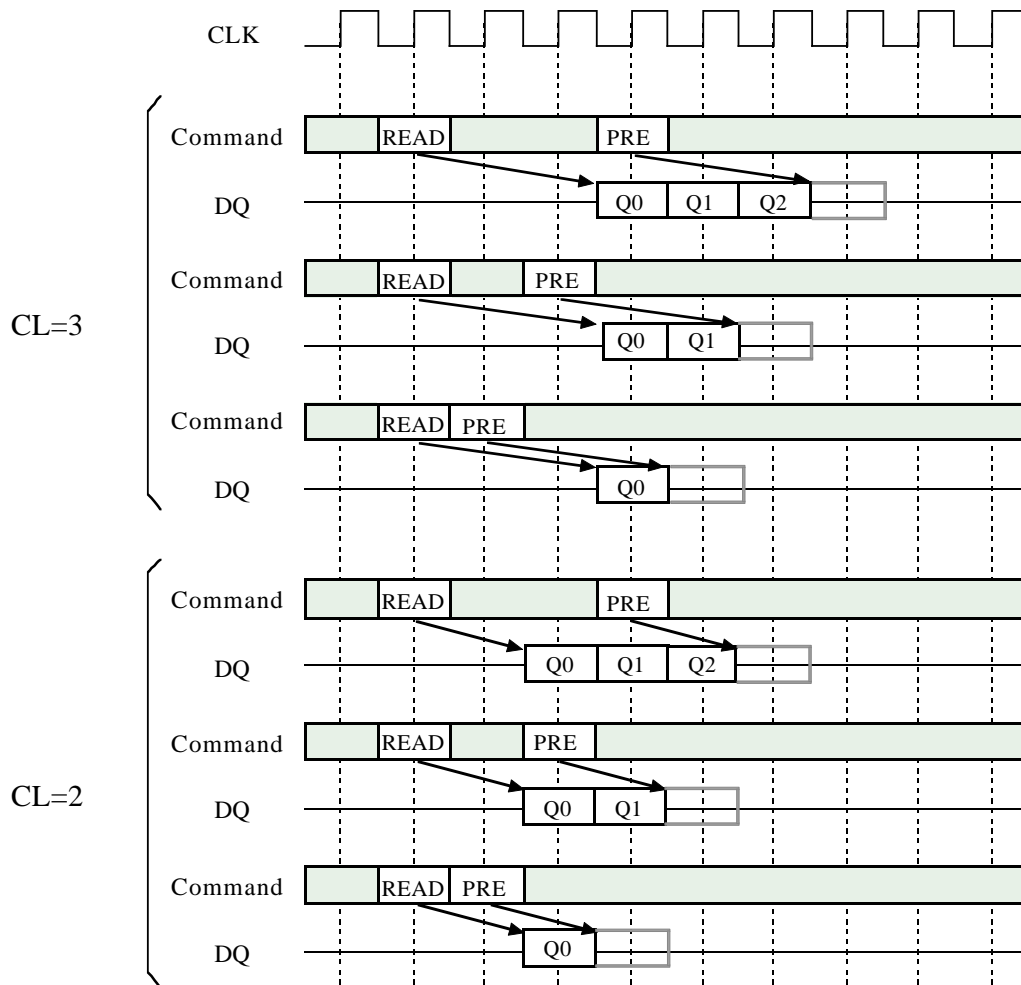 CLK
Command READ PRE
DQ Q0 Q1 Q2
Command READ PRE
CL=3
DQ Q0 Q1
Command READ PRE
DQ Q0
Command READ PRE
DQ Q0 Q1 Q2
Command READ PRE
CL=2
DQ Q0 Q1
Command READ PRE
DQ Q0